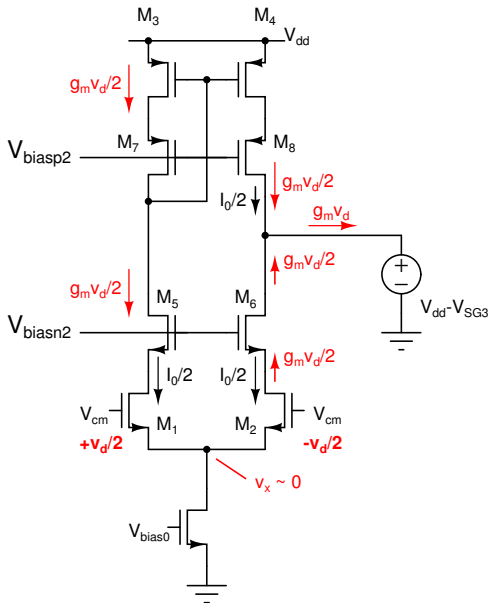 M3 M4
Vdd
gmvd/2
M7 M8
Vbiasp2
gmvd/2
I0/2
gmvd
gmvd/2
gmvd/2
M5 M6
Vdd-VSG3
Vbiasn2
gmvd/2
I0/2 I0/2
Vcm M1 M2 Vcm
+vd/2 -vd/2
vx ~ 0
Vbias0